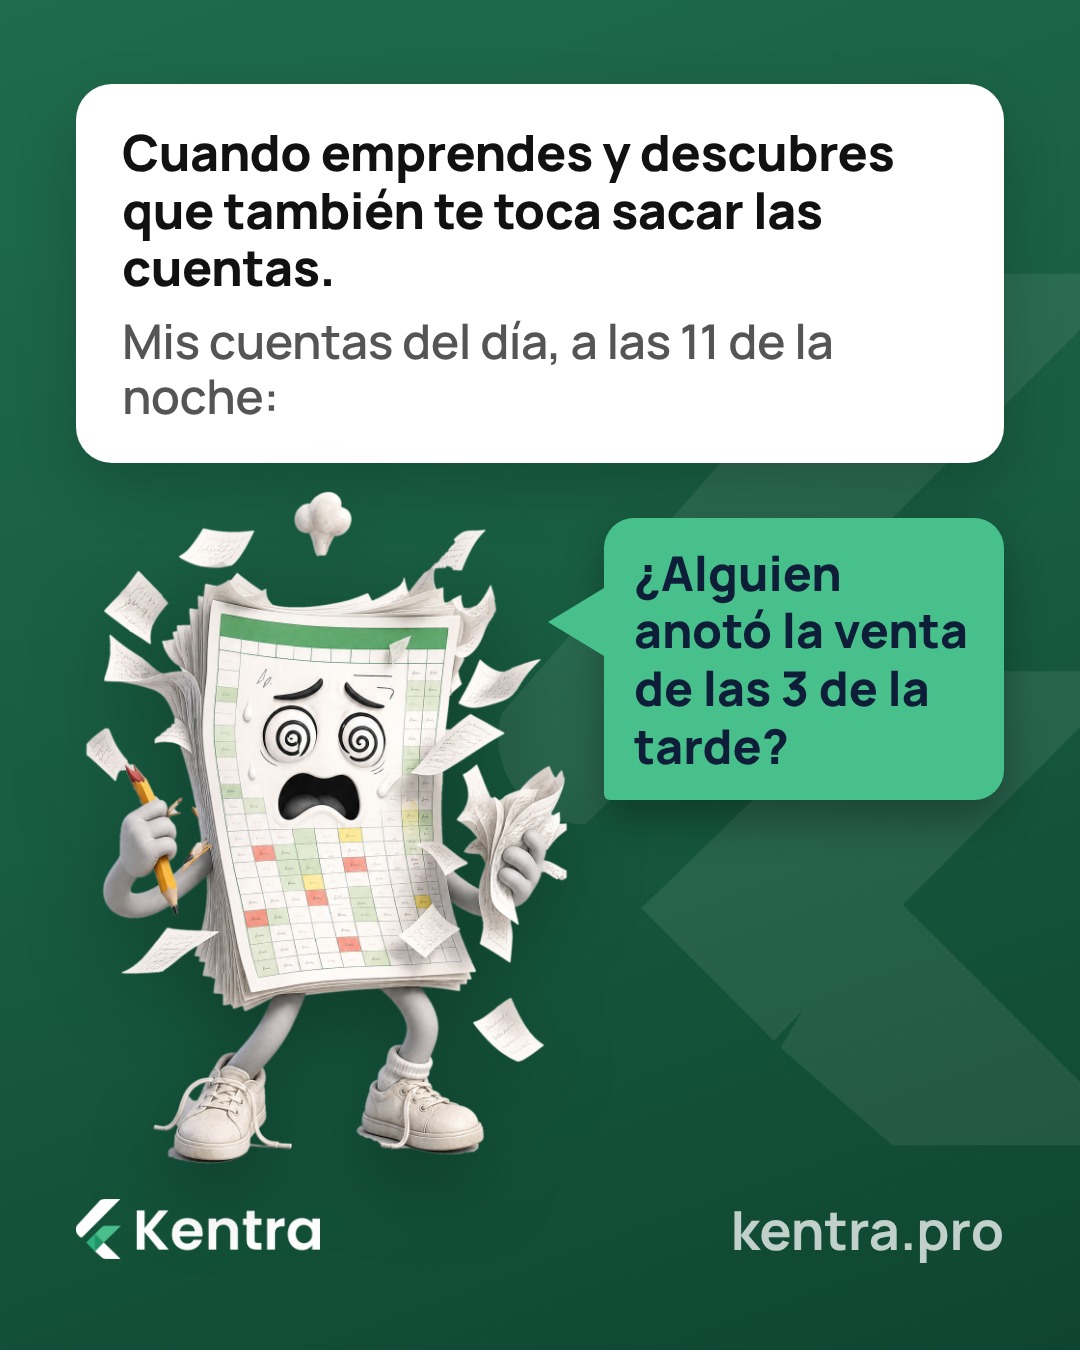 Cuando emprendes y descubres
que también te toca sacar las
cuentas.
Mis cuentas del día, a las 11 de la
noche:
¿Alguien
anotó la venta
de las 3 de la
tarde?
Kentra
kentra.pro